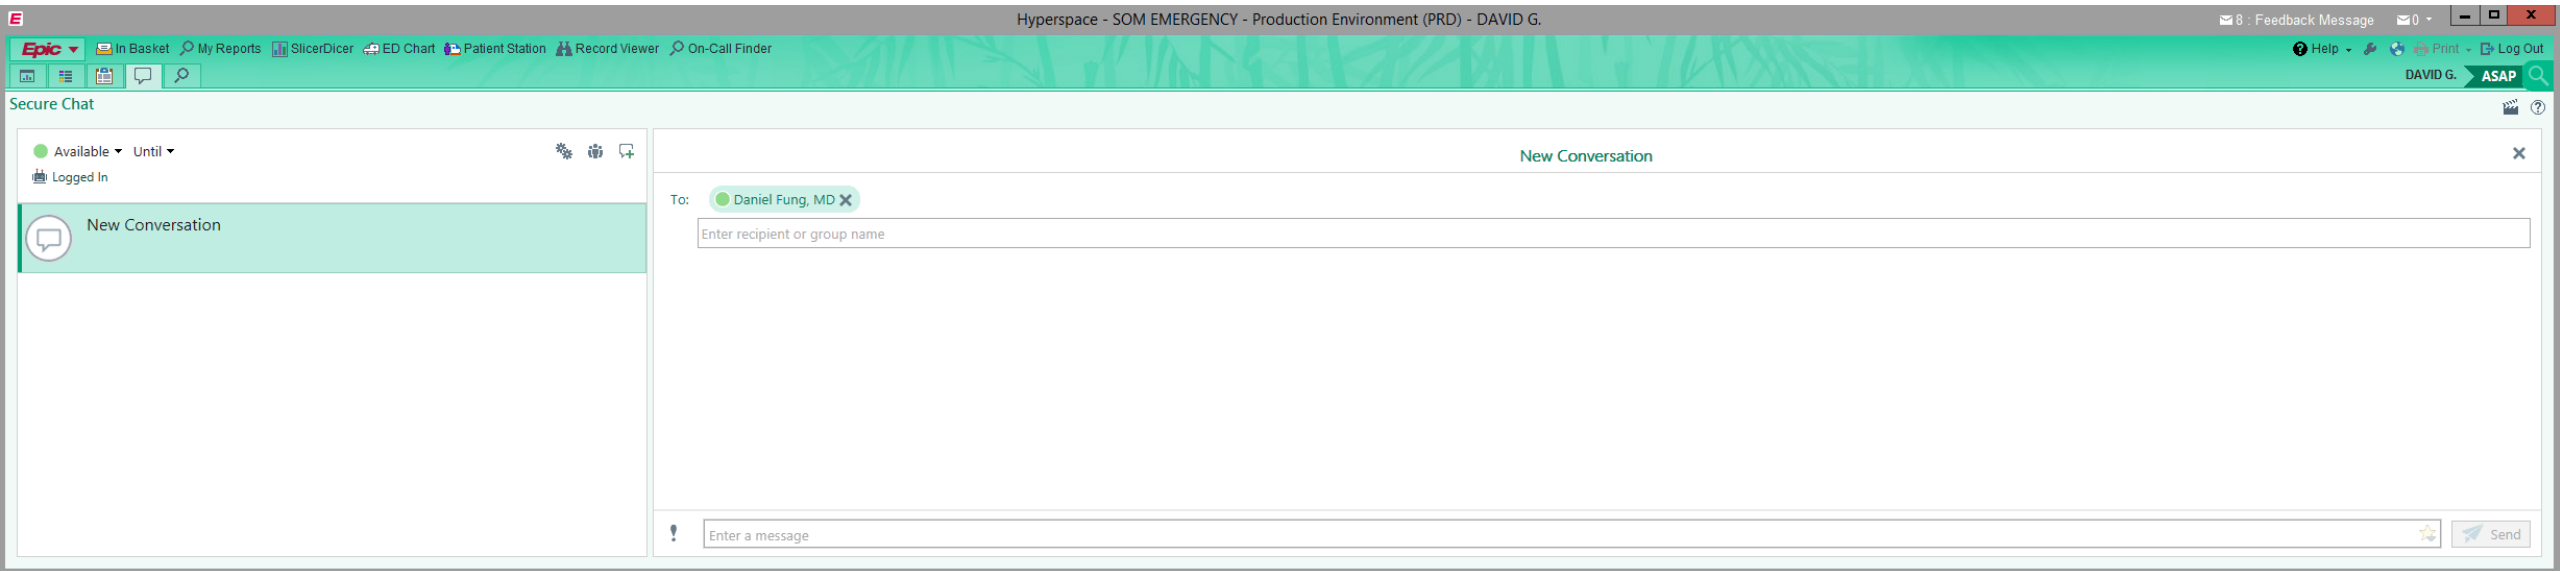 E Hyperspace - SOM EMERGENCY - Production Environment (PRD) - DAVID G. 8 : Feedback Message 0
Epic In Basket My Reports SlicerDicer ED Chart Patient Station Record Viewer On-Call Finder Help Print Log Out
DAVID G. ASAP
Secure Chat
Available Until
Logged In
New Conversation
New Conversation
To: Daniel Fung, MD
Enter recipient or group name
Enter a message Send